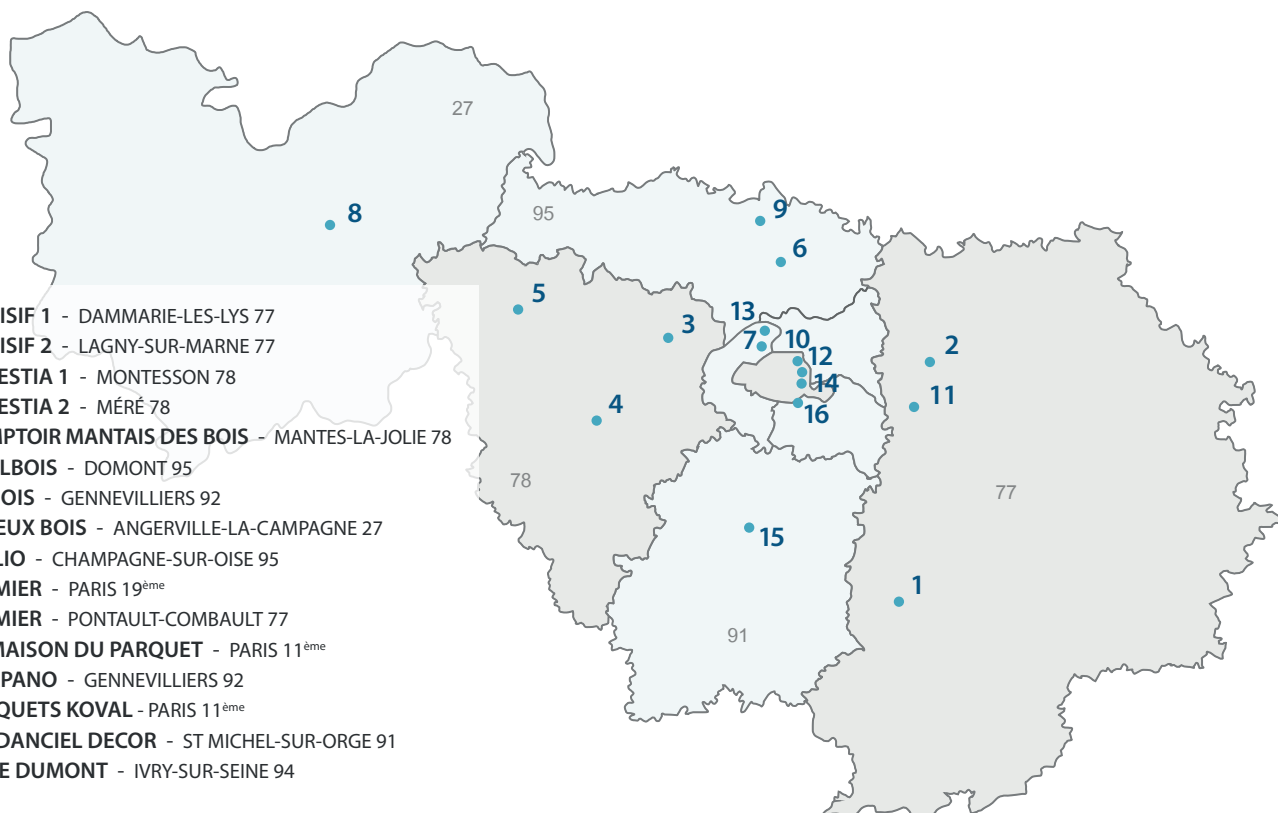 27
95
8
9
6
5
3
13
7
10
12
14
16
2
11
4
78
77
15
1
91
ISIF 1 - DAMMARIE-LES-LYS 77
ISIF 2 - LAGNY-SUR-MARNE 77
ESTIA 1 - MONTESSON 78
ESTIA 2 - MÉRÉ 78
MPTOIR MANTAIS DES BOIS - MANTES-LA-JOLIE 78
LBOIS - DOMONT 95
OIS - GENNEVILLIERS 92
EUX BOIS - ANGERVILLE-LA-CAMPAGNE 27
LIO - CHAMPAGNE-SUR-OISE 95
MIER - PARIS 19ème
MIER - PONTAULT-COMBAULT 77
MAISON DU PARQUET - PARIS 11ème
PANO - GENNEVILLIERS 92
QUETS KOVAL - PARIS 11ème
DANCIEL DECOR - ST MICHEL-SUR-ORGE 91
E DUMONT - IVRY-SUR-SEINE 94